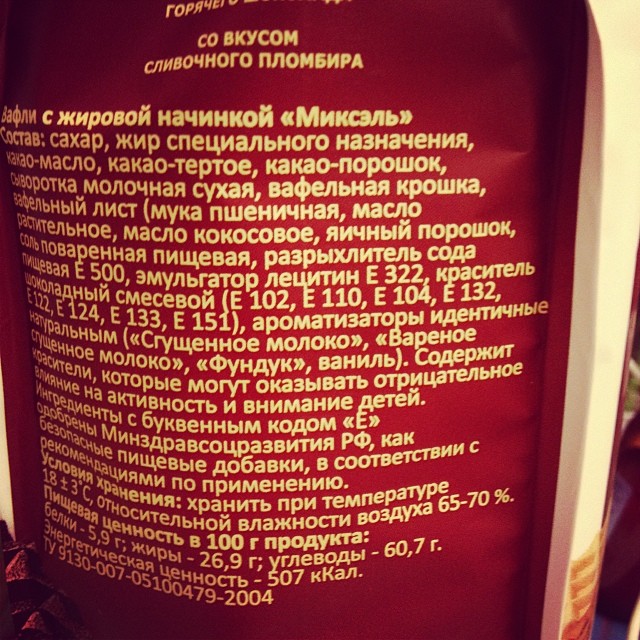 ГОРЯЧЕГО ШОКОЛАДА
СО ВКУСОМ
СЛИВОЧНОГО ПЛОМБИРА
Вафли с жировой начинкой «Миксэль»
Состав: сахар, жир специального назначения,
какао-масло, какао-тертое, какао-порошок,
сыворотка молочная сухая, вафельная крошка,
вафельный лист (мука пшеничная, масло
растительное, масло кокосовое, яичный порошок,
соль поваренная пищевая, разрыхлитель сода
пищевая Е 500, эмульгатор лецитин Е 322, краситель
шоколадный смесевой (Е 102, Е 110, Е 104, Е 132,
Е 122, Е 124, Е 133, Е 151), ароматизаторы идентичные
натуральным («Сгущенное молоко», «Вареное
сгущенное молоко», «Фундук», ваниль). Содержит
красители, которые могут оказывать отрицательное
влияние на активность и внимание детей.
Ингредиенты с буквенным кодом «Е»
одобрены Минздравсоцразвития РФ, как
безопасные пищевые добавки, в соответствии с
рекомендациями по применению.
Условия хранения: хранить при температуре
18 ± 3˚С, относительной влажности воздуха 65-70 %.
Пищевая ценность в 100 г продукта:
белки - 5,9 г; жиры - 26,9 г; углеводы - 60,7 г.
Энергетическая ценность - 507 кКал.
ТУ 9130-007-05100479-2004